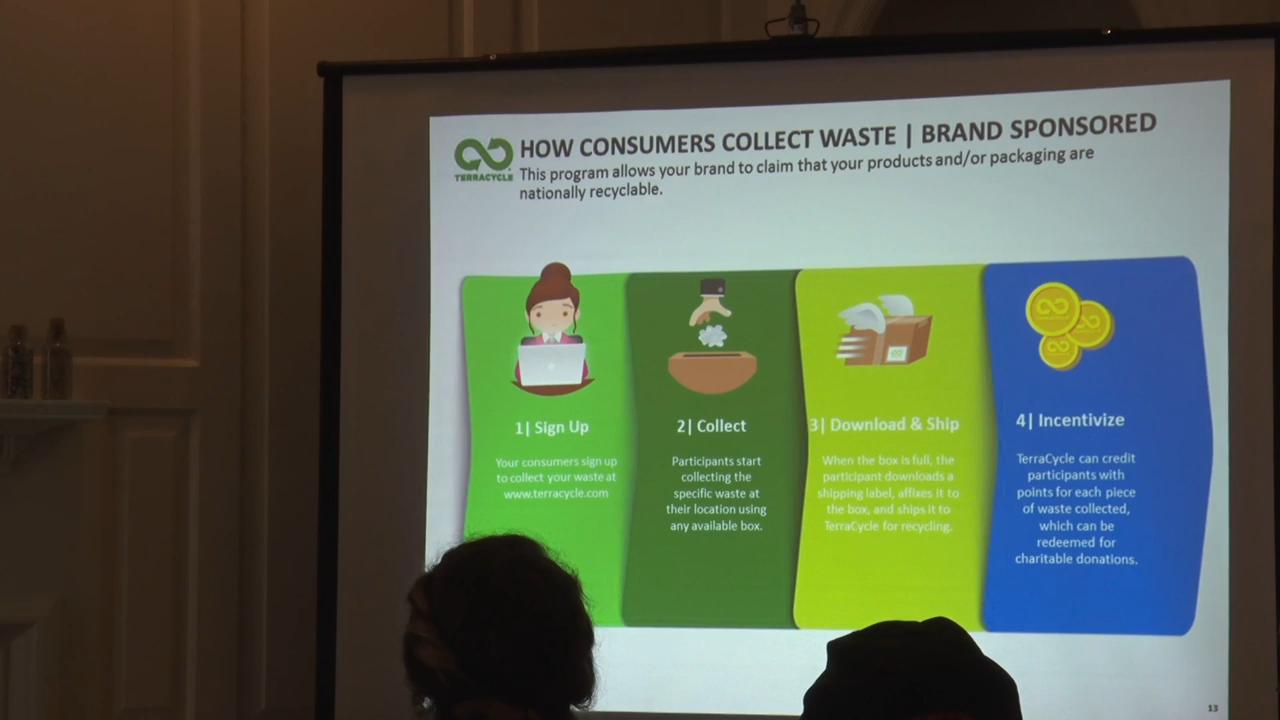 TERRACYCLE
HOW CONSUMERS COLLECT WASTE | BRAND SPONSORED
This program allows your brand to claim that your products and/or packaging are
nationally recyclable.
1| Sign Up
Your consumers sign up
to collect your waste at
www.terracycle.com
2| Collect
Participants start
collecting the
specific waste at
their location using
any available box.
3| Download & Ship
When the box is full, the
participant downloads a
shipping label, affixes it to
the box, and ships it to
TerraCycle for recycling.
4| Incentivize
TerraCycle can credit
participants with
points for each piece
of waste collected,
which can be
redeemed for
charitable donations.
13